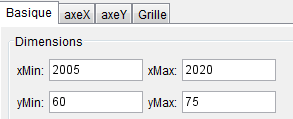 Basique axeX axeY Grille
Dimensions
xMin: 2005 xMax: 2020
yMin: 60 yMax: 75